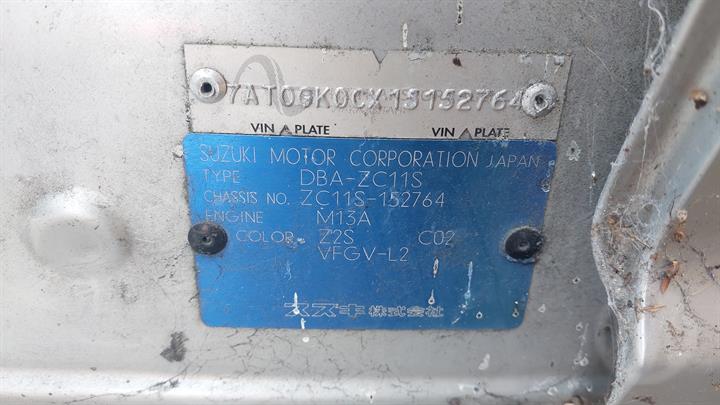 7AT0GK0CX15152764
VIN PLATE VIN PLATE
SUZUKI MOTOR CORPORATION JAPAN
TYPE DBA-ZC11S
CHASSIS NO. ZC11S-152764
ENGINE M13A
COLOR Z2S C02
VFGV-L2
スズキ株式会社